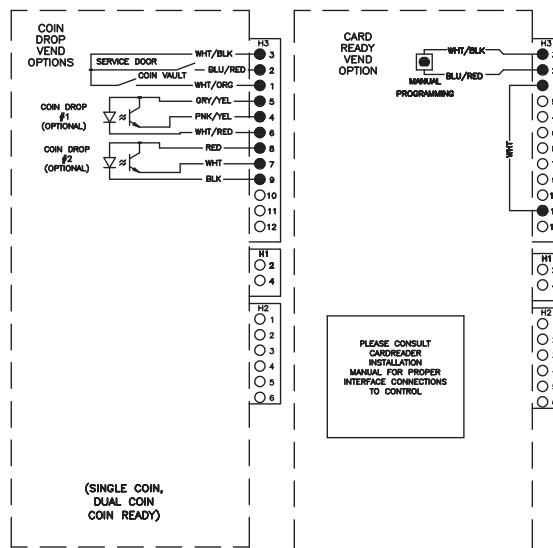 COIN
DROP
VEND
OPTIONS
SERVICE DOOR
COIN VAULT
COIN DROP
#1
(OPTIONAL)
COIN DROP
#2
(OPTIONAL)
WHT/BLK
BLU/RED
WHT/ORG
GRY/YEL
PNK/YEL
WHT/RED
RED
WHT
BLK
H3
3
2
1
5
4
6
8
7
9
10
11
12
H1
2
4
H2
1
2
3
4
5
6
(SINGLE COIN,
DUAL COIN
COIN READY)
CARD
READY
VEND
OPTION
WHT/BLK
BLU/RED
MANUAL
PROGRAMMING
WHT
PLEASE CONSULT
CARDREADER
INSTALLATION
MANUAL FOR PROPER
INTERFACE CONNECTIONS
TO CONTROL
H3
H1
H2